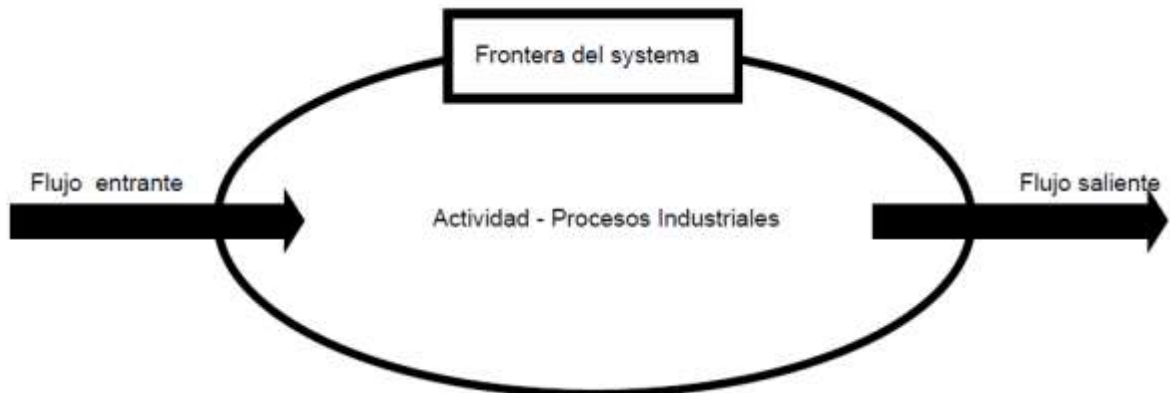 Frontera del systema
Flujo entrante
Flujo saliente
Actividad - Procesos Industriales